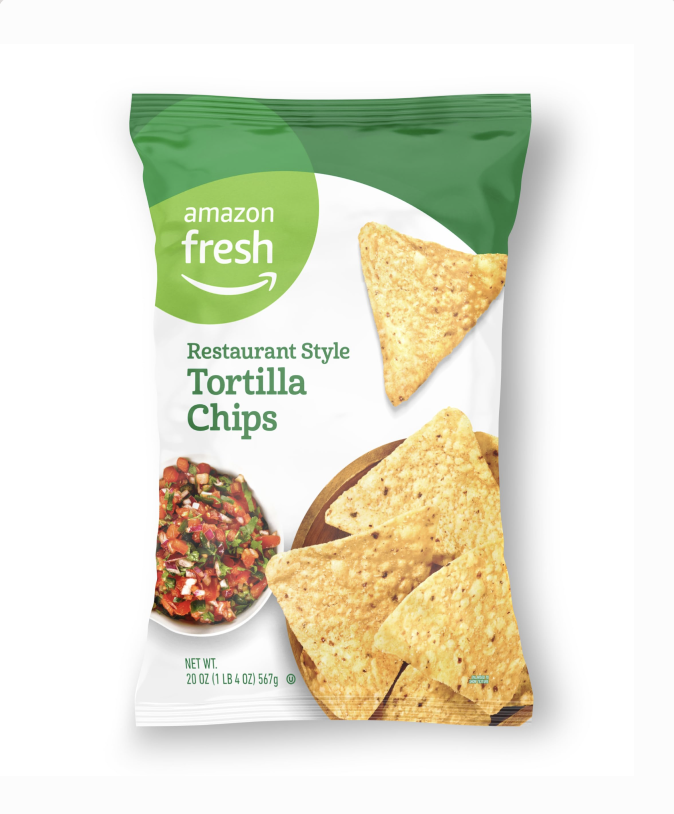 amazon
fresh
Restaurant Style
Tortilla
Chips
NET WT.
20 OZ (1 LB 4 OZ) 567g Ⓤ